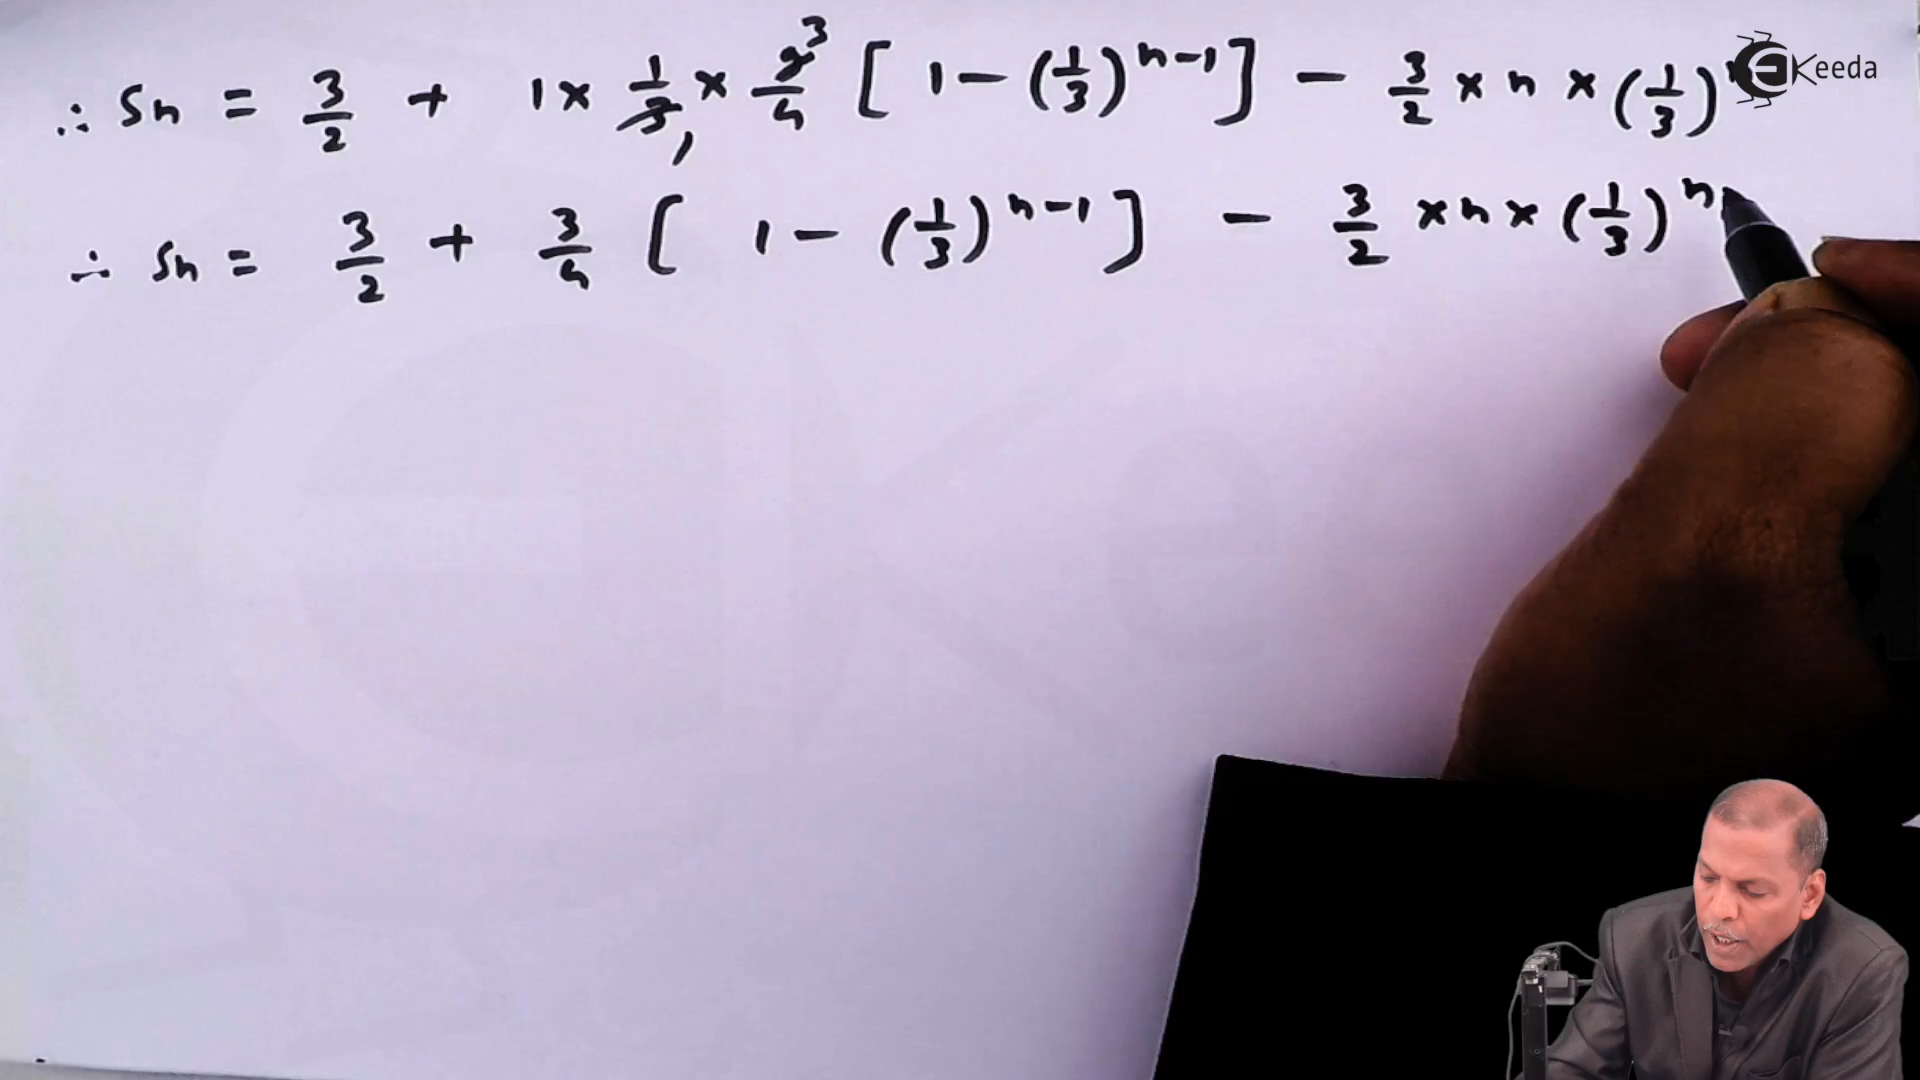 ∴ Sn = 3/2 + 1 × 1/3, × 9³/4 [ 1 - (1/3)ⁿ⁻¹ ] - 3/2 × n × (1/3)ⁿ
∴ Sn = 3/2 + 3/4 [ 1 - (1/3)ⁿ⁻¹ ] - 3/2 × n × (1/3)ⁿ
Keeda